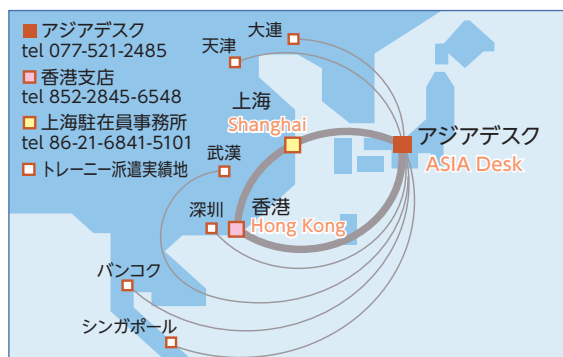 アジアデスク
tel 077-521-2485
香港支店
tel 852-2845-6548
上海駐在員事務所
tel 86-21-6841-5101
トレーニー派遣実績地
大連
天津
上海
Shanghai
アジアデスク
ASIA Desk
武漢
深圳
香港
Hong Kong
バンコク
シンガポール